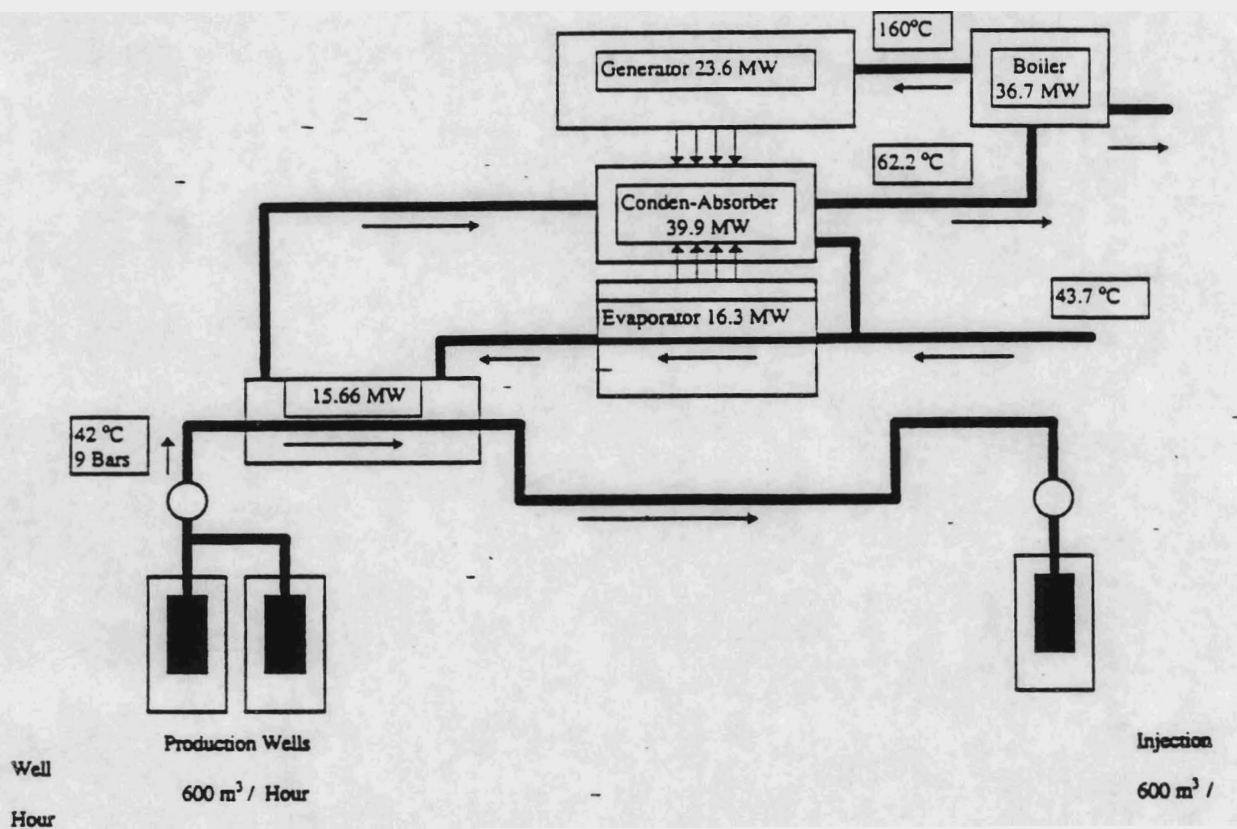 160°C
Generator 23.6 MW
Boiler
36.7 MW
62.2 °C
Conden-Absorber
39.9 MW
43.7 °C
Evaporator 16.3 MW
15.66 MW
42 °C
9 Bars
Production Wells
Injection
Well
600 m³ / Hour
600 m³ /
Hour